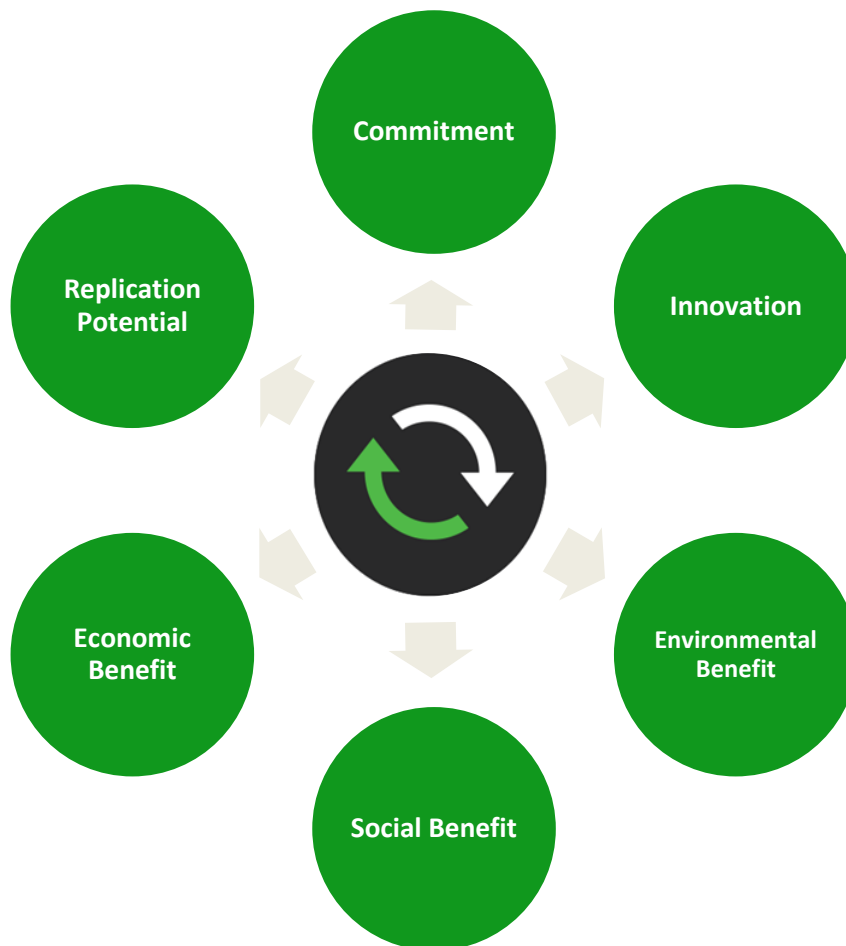 Commitment
Innovation
Environmental
Benefit
Social Benefit
Economic
Benefit
Replication
Potential